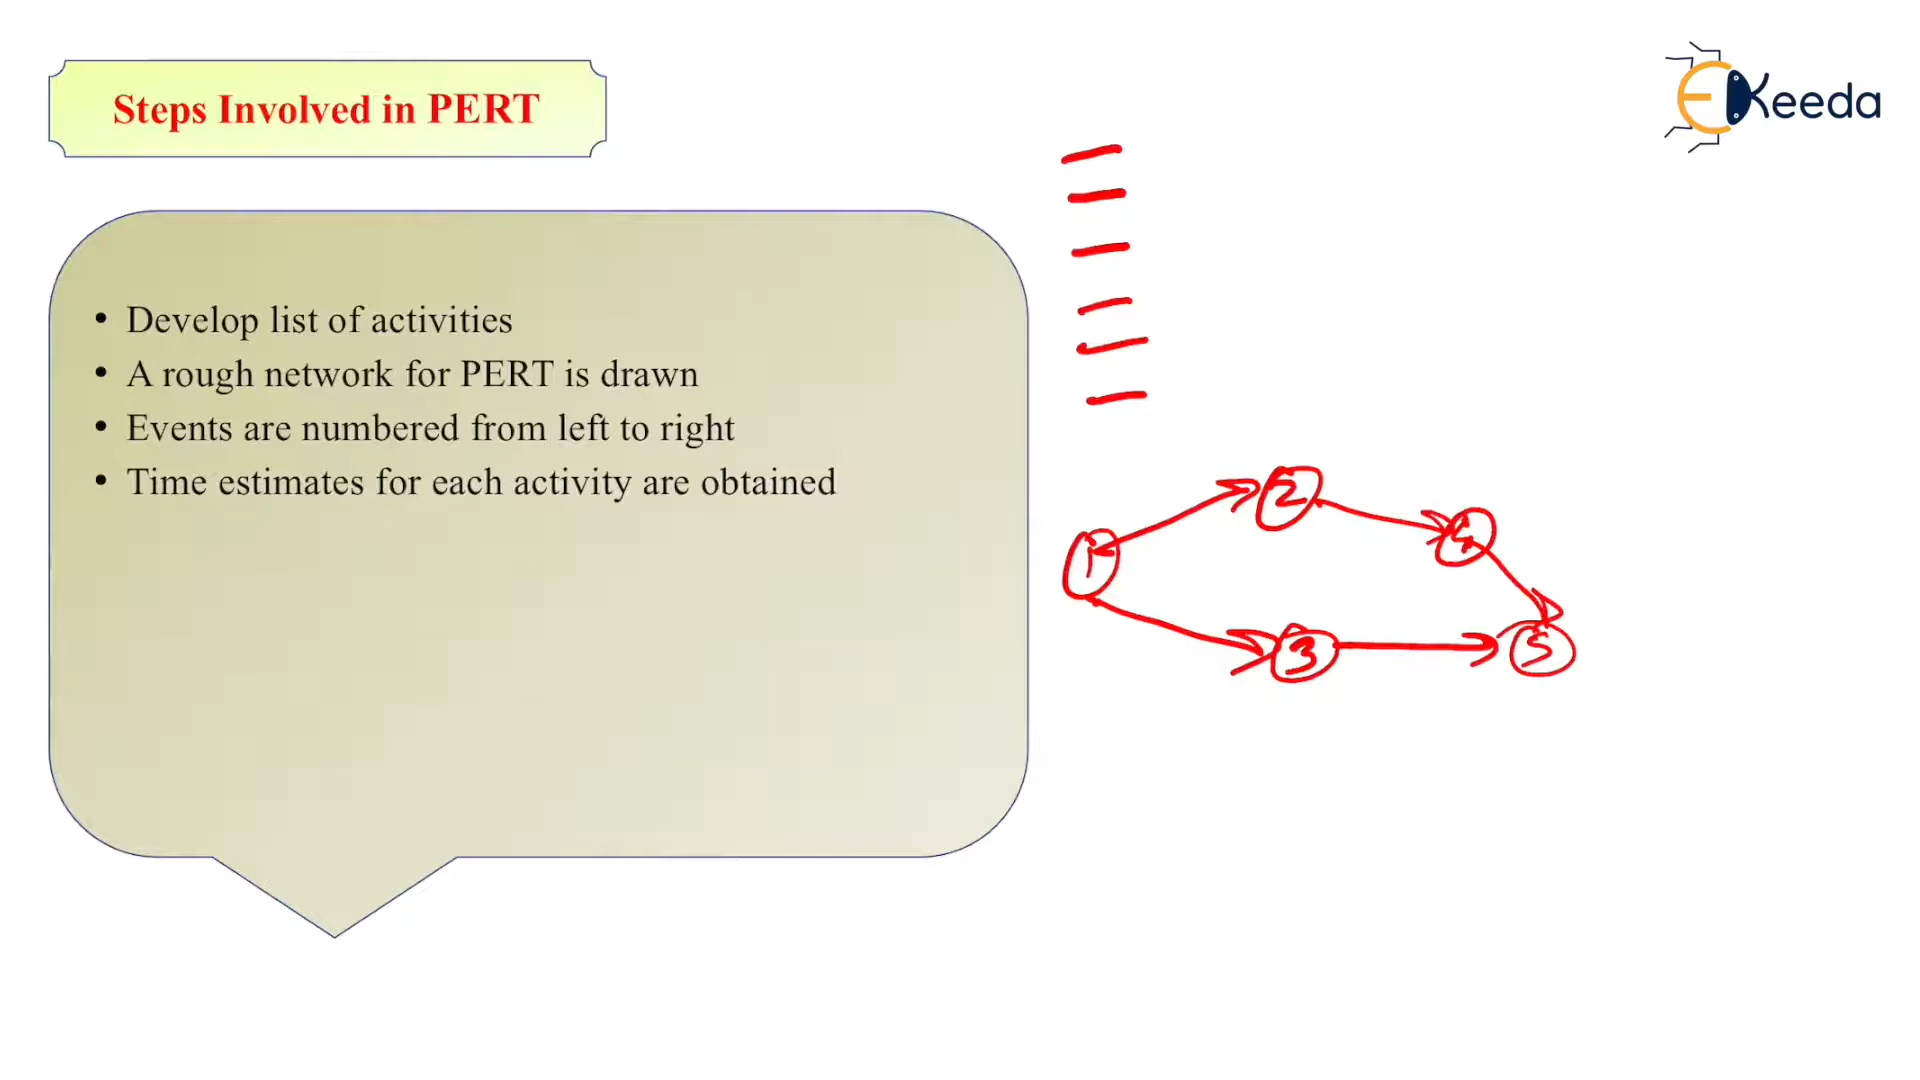 Steps Involved in PERT
EKeeda
• Develop list of activities
• A rough network for PERT is drawn
• Events are numbered from left to right
• Time estimates for each activity are obtained
2
4
1
3
5